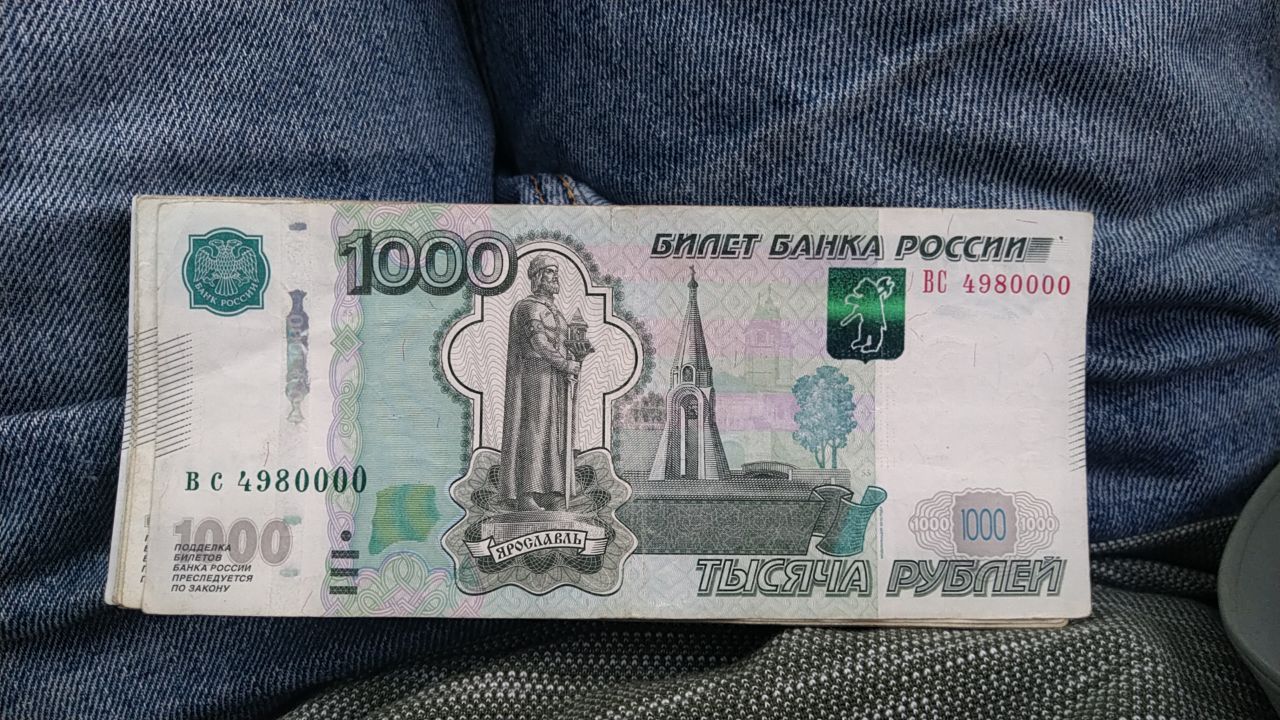 БАНК РОССИИ
1000
БИЛЕТ БАНКА РОССИИ
ВС 4980000
ВС 4980000
ЯРОСЛАВЛЬ
1000
ПОДДЕЛКА
БИЛЕТОВ
БАНКА РОССИИ
ПРЕСЛЕДУЕТСЯ
ПО ЗАКОНУ
1000 1000 1000
ТЫСЯЧА РУБЛЕЙ